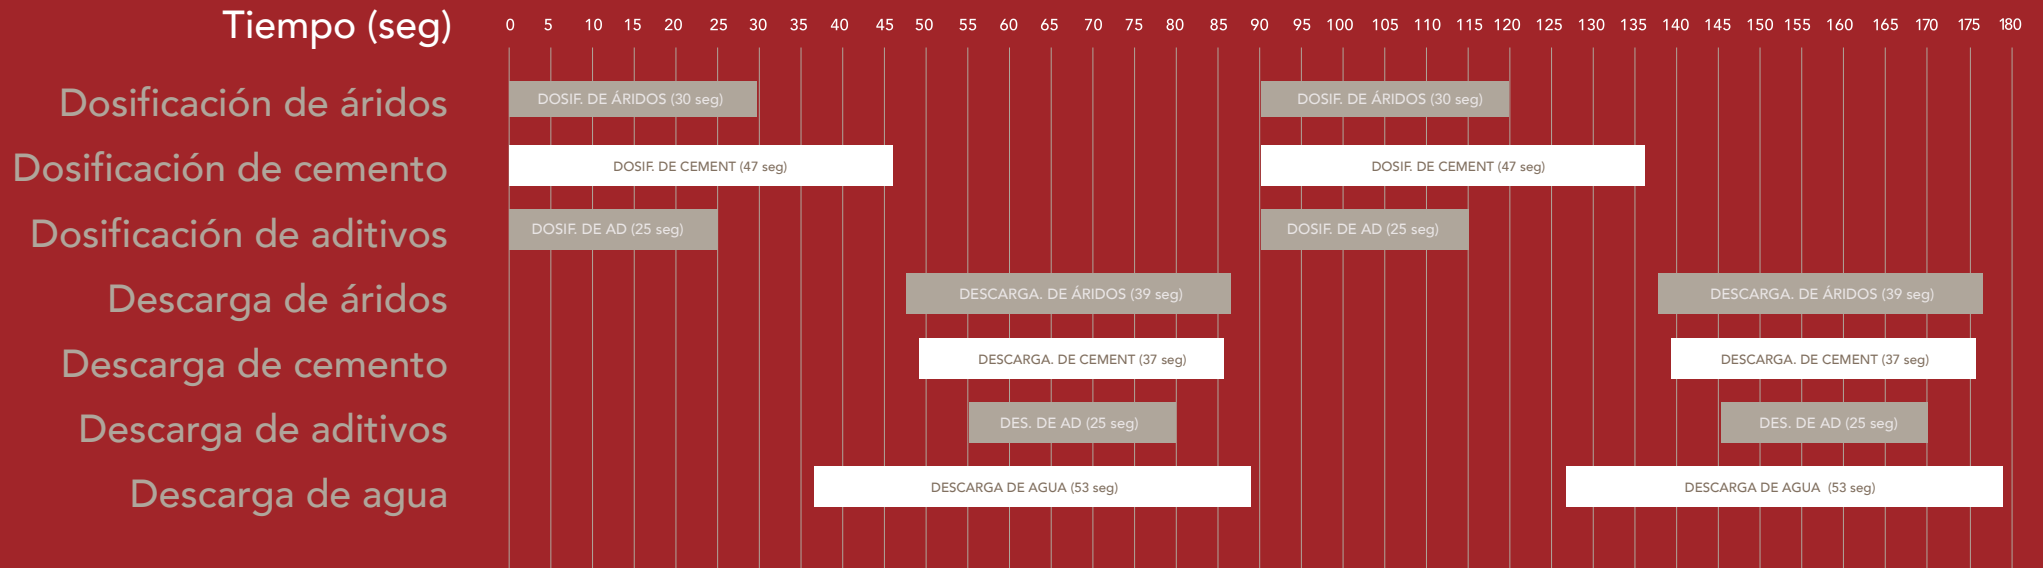 Tiempo (seg) 0 5 10 15 20 25 30 35 40 45 50 55 60 65 70 75 80 85 90 95 100 105 110 115 120 125 130 135 140 145 150 155 160 165 170 175 180
Dosificación de áridos DOSIF. DE ÁRIDOS (30 seg) DOSIF. DE ÁRIDOS (30 seg)
Dosificación de cemento DOSIF. DE CEMENT (47 seg) DOSIF. DE CEMENT (47 seg)
Dosificación de aditivos DOSIF. DE AD (25 seg) DOSIF. DE AD (25 seg)
Descarga de áridos DESCARGA. DE ÁRIDOS (39 seg) DESCARGA. DE ÁRIDOS (39 seg)
Descarga de cemento DESCARGA. DE CEMENT (37 seg) DESCARGA. DE CEMENT (37 seg)
Descarga de aditivos DES. DE AD (25 seg) DES. DE AD (25 seg)
Descarga de agua DESCARGA DE AGUA (53 seg) DESCARGA DE AGUA (53 seg)